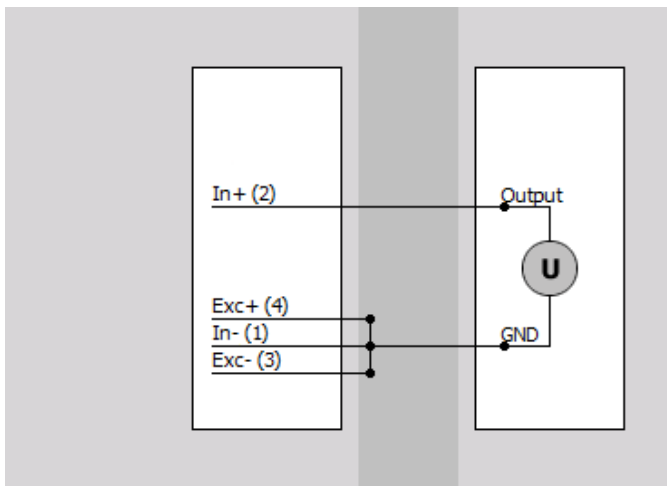 In+ (2)
Output
U
Exc+ (4)
In- (1)
GND
Exc- (3)